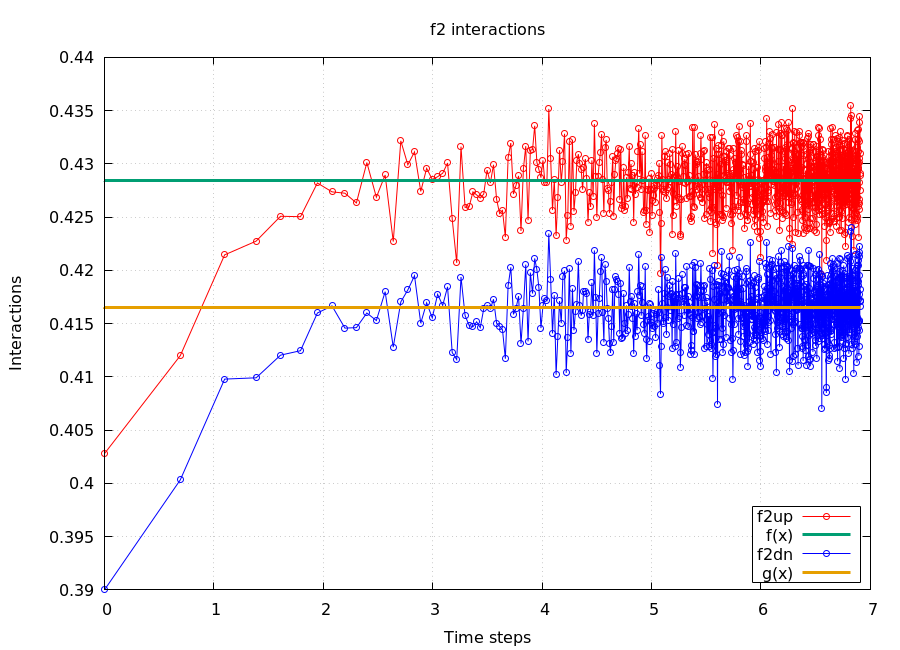 f2 interactions
0.44
0.435
0.43
0.425
0.42
0.415
0.41
0.405
0.4
0.395
0.39
Interactions
0 1 2 3 4 5 6 7
Time steps
f2up
f(x)
f2dn
g(x)